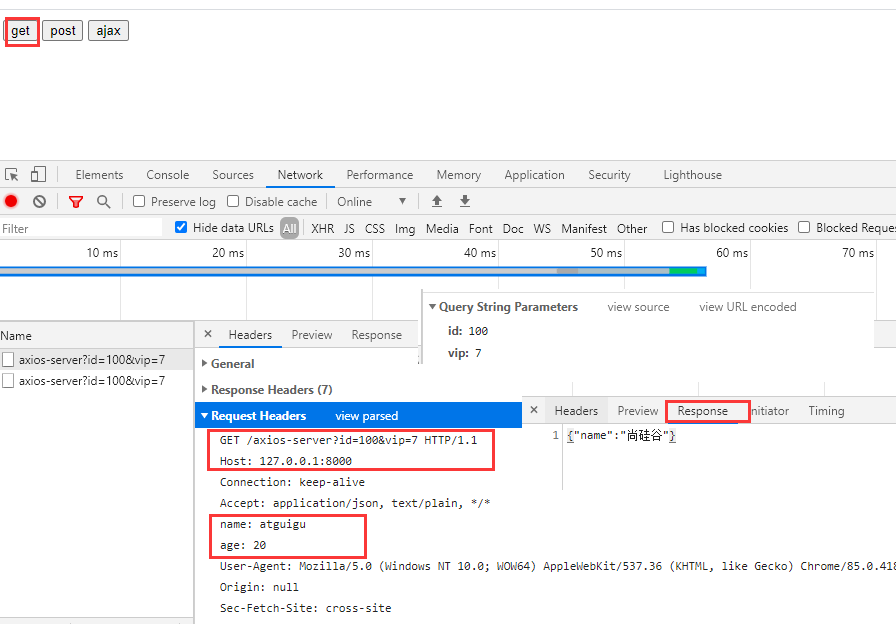 get post ajax
Elements Console Sources Network Performance Memory Application Security Lighthouse
Preserve log Disable cache Online
Filter Hide data URLs All XHR JS CSS Img Media Font Doc WS Manifest Other Has blocked cookies Blocked Reque
10 ms 20 ms 30 ms 40 ms 50 ms 60 ms 70 ms
Query String Parameters view source view URL encoded
id: 100
vip: 7
Name
axios-server?id=100&vip=7
axios-server?id=100&vip=7
× Headers Preview Response
General
Response Headers (7)
Request Headers view parsed
GET /axios-server?id=100&vip=7 HTTP/1.1
Host: 127.0.0.1:8000
Connection: keep-alive
Accept: application/json, text/plain, */*
name: atguigu
age: 20
User-Agent: Mozilla/5.0 (Windows NT 10.0; WOW64) AppleWebKit/537.36 (KHTML, like Gecko) Chrome/85.0.418
Origin: null
Sec-Fetch-Site: cross-site
× Headers Preview Response nitiator Timing
1 {"name":"尚硅谷"}